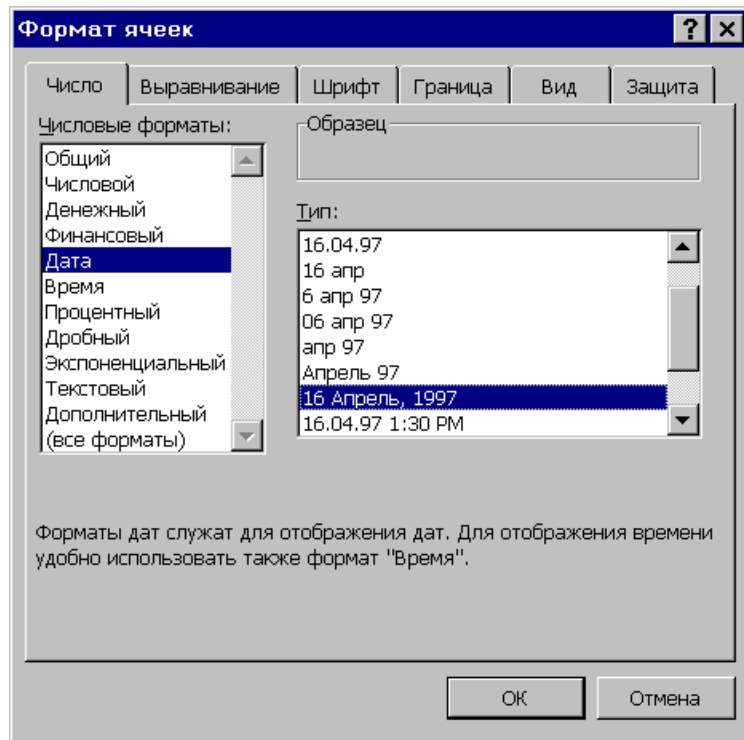 Формат ячеек
Число Выравнивание Шрифт Граница Вид Защита
Числовые форматы:
Общий
Числовой
Денежный
Финансовый
Дата
Время
Процентный
Дробный
Экспоненциальный
Текстовый
Дополнительный
(все форматы)
Образец
Тип:
16.04.97
16 апр
6 апр 97
06 апр 97
апр 97
Апрель 97
16 Апрель, 1997
16.04.97 1:30 PM
Форматы дат служат для отображения дат. Для отображения времени
удобно использовать также формат "Время".
ОК Отмена